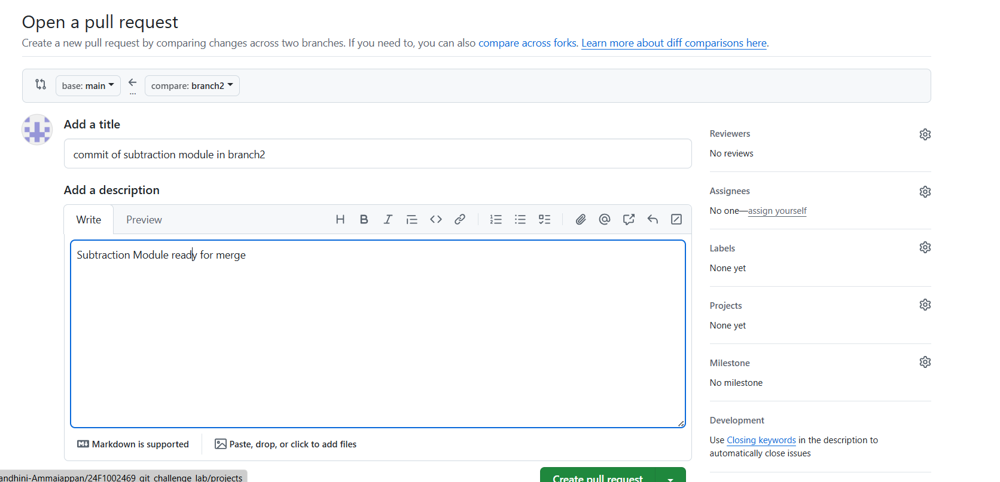 Open a pull request
Create a new pull request by comparing changes across two branches. If you need to, you can also compare across forks. Learn more about diff comparisons here.
base: main
...
compare: branch2
Add a title
commit of subtraction module in branch2
Add a description
Write
Preview
Subtraction Module ready for merge
Markdown is supported
Paste, drop, or click to add files
Create pull request
Reviewers
No reviews
Assignees
No one—assign yourself
Labels
None yet
Projects
None yet
Milestone
No milestone
Development
Use Closing keywords in the description to
automatically close issues
andhini-Ammaiappan/24F1002469_git_challenge_lab/projects